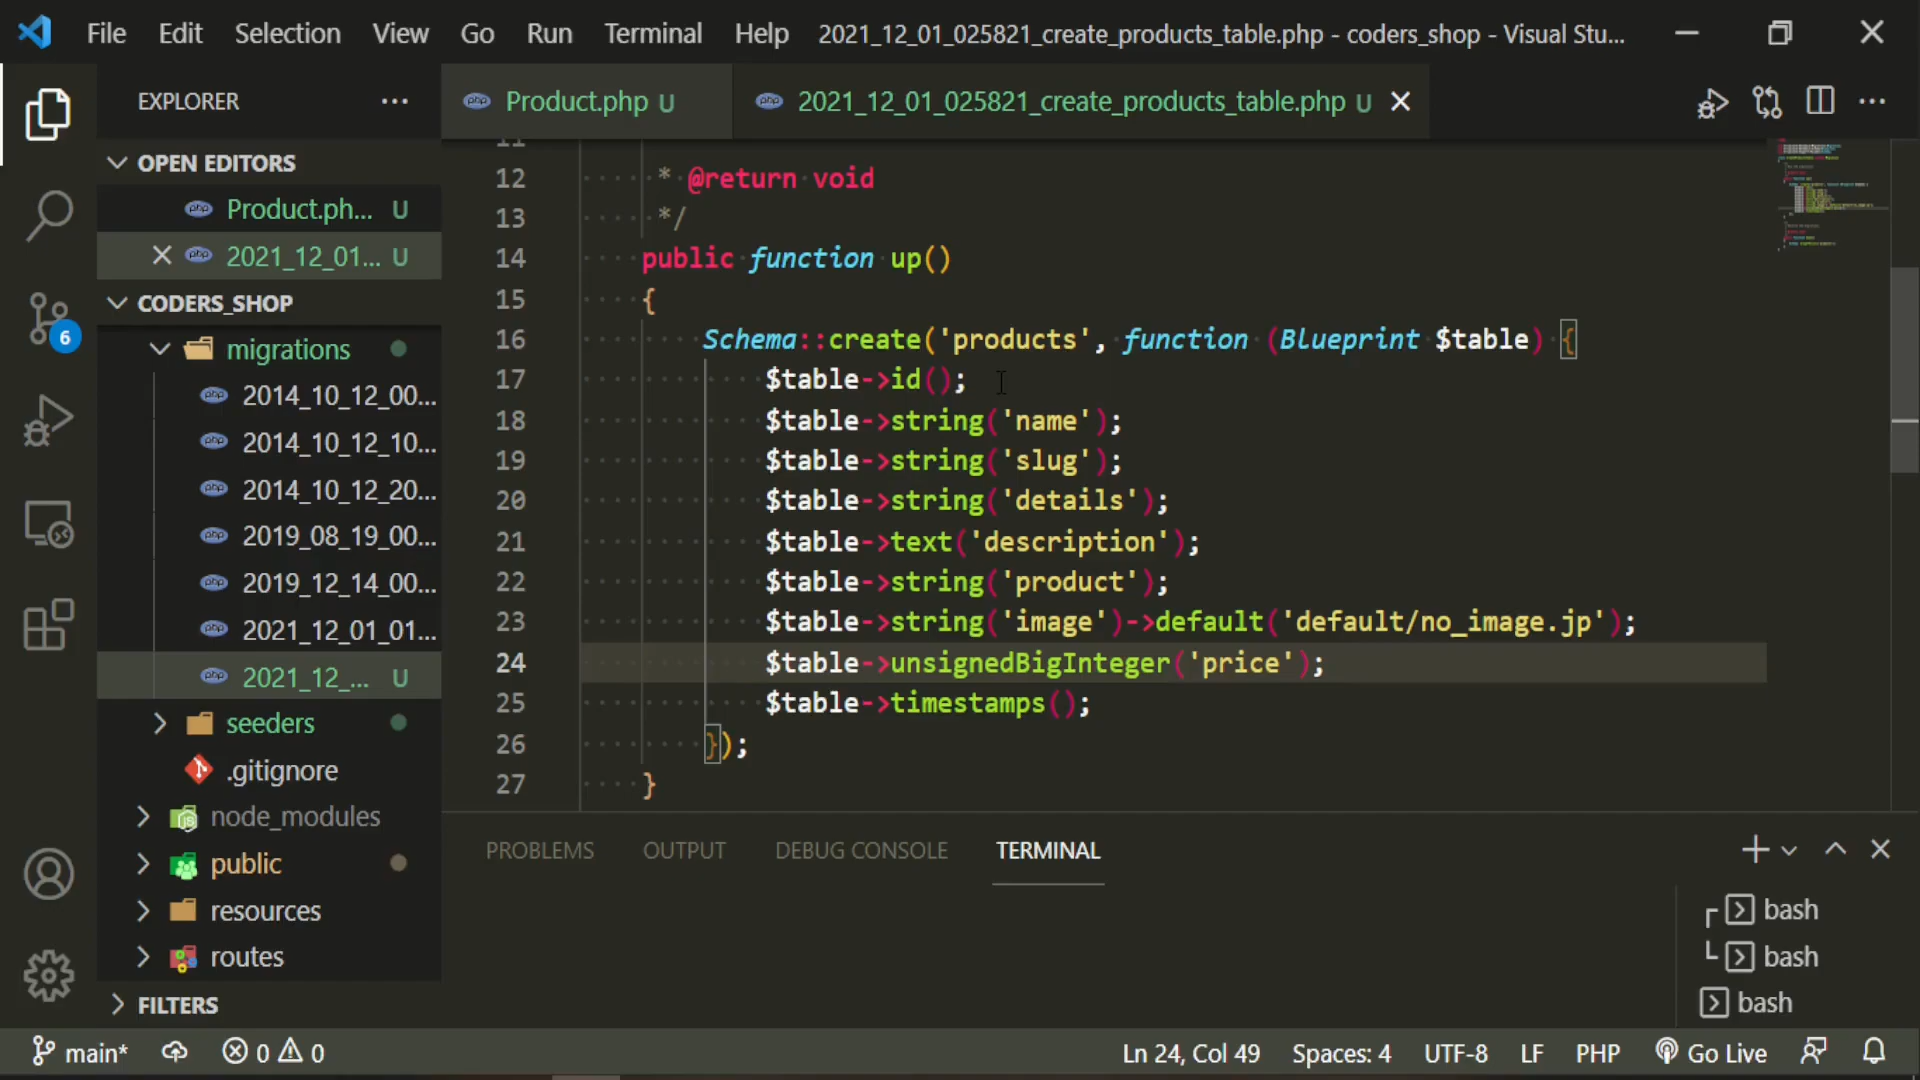 File Edit Selection View Go Run Terminal Help 2021_12_01_025821_create_products_table.php - coders_shop - Visual Stu...
EXPLORER ...
Product.php U
2021_12_01_025821_create_products_table.php U
OPEN EDITORS
Product.ph... U
2021_12_01... U
CODERS_SHOP
migrations
2014_10_12_00...
2014_10_12_10...
2014_10_12_20...
2019_08_19_00...
2019_12_14_00...
2021_12_01_01...
2021_12_... U
seeders
.gitignore
node_modules
public
resources
routes
FILTERS
6
11
12 * @return void
13 */
14 public function up()
15 {
16 Schema::create('products', function (Blueprint $table) {
17 $table->id();
18 $table->string('name');
19 $table->string('slug');
20 $table->string('details');
21 $table->text('description');
22 $table->string('product');
23 $table->string('image')->default('default/no_image.jp');
24 $table->unsignedBigInteger('price');
25 $table->timestamps();
26 });
27 }
PROBLEMS OUTPUT DEBUG CONSOLE TERMINAL
bash
bash
bash
main* 0 0 Ln 24, Col 49 Spaces: 4 UTF-8 LF PHP Go Live